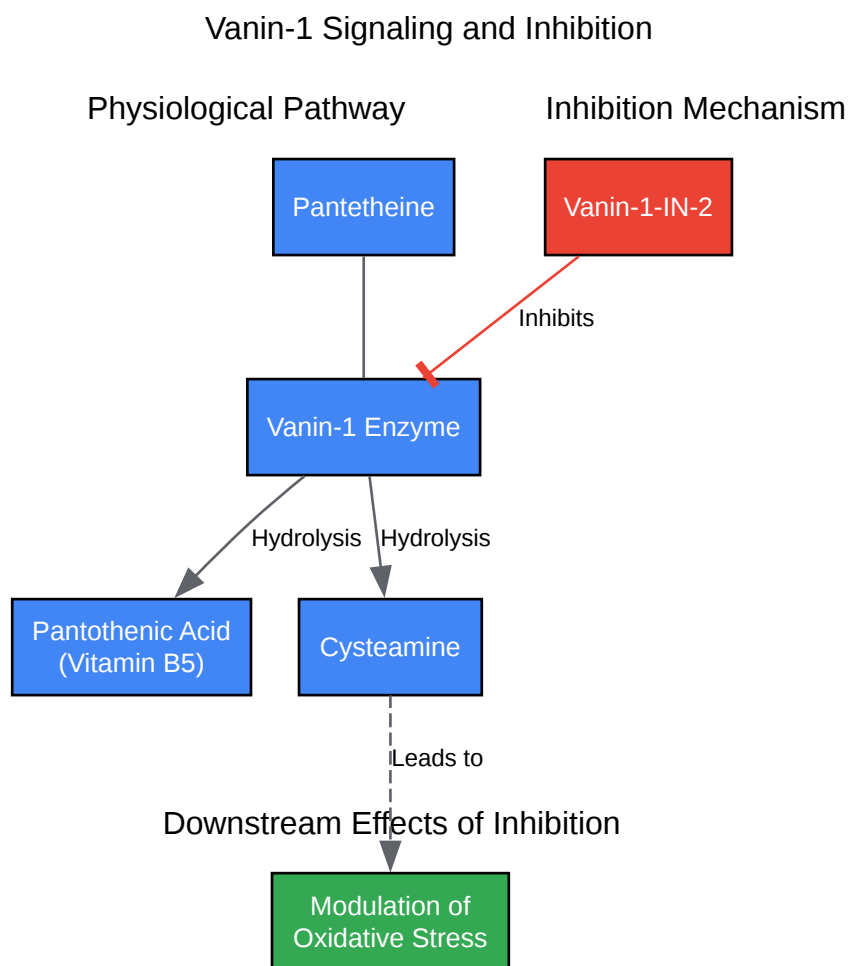 Vanin-1 Signaling and Inhibition
Physiological Pathway
Inhibition Mechanism
Pantetheine
Vanin-1-IN-2
Inhibits
Vanin-1 Enzyme
Hydrolysis
Hydrolysis
Pantothenic Acid
(Vitamin B5)
Cysteamine
Leads to
Downstream Effects of Inhibition
Modulation of
Oxidative Stress